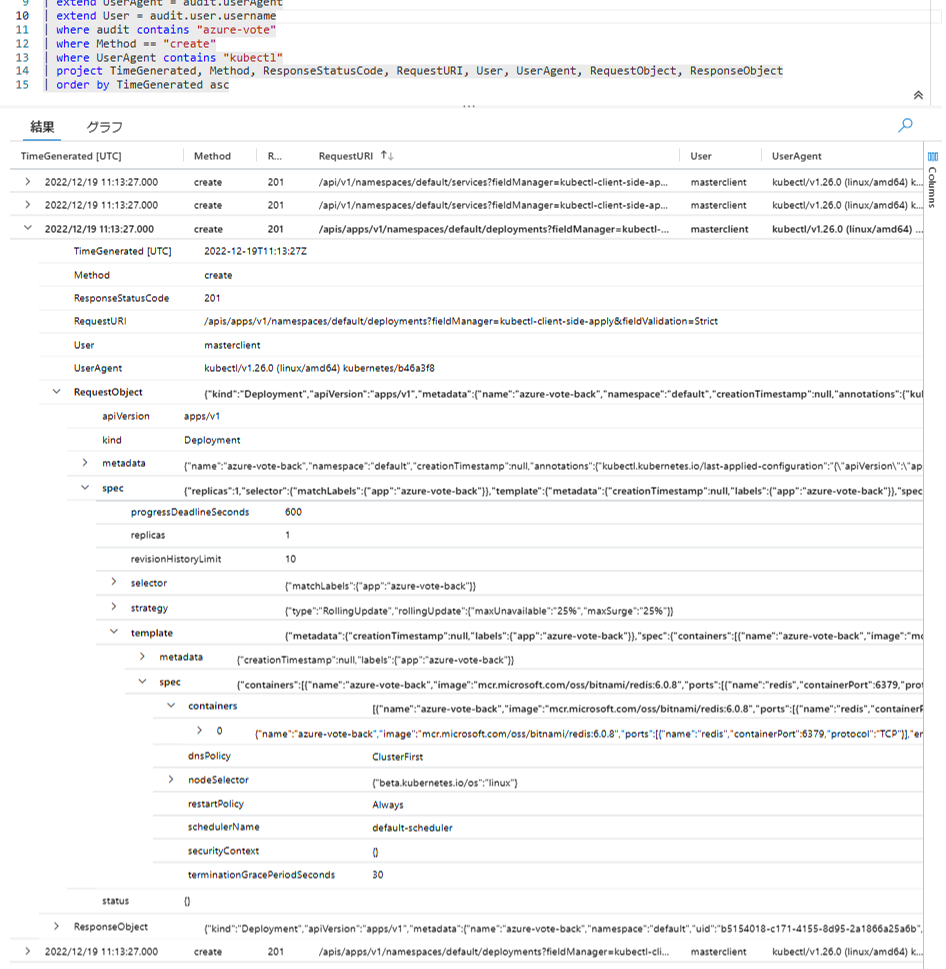 9 | extend UserAgent = audit.userAgent
10 | extend User = audit.user.username
11 | where audit contains "azure-vote"
12 | where Method == "create"
13 | where UserAgent contains "kubectl"
14 | project TimeGenerated, Method, ResponseStatusCode, RequestURI, User, UserAgent, RequestObject, ResponseObject
15 | order by TimeGenerated asc
...
結果 グラフ
TimeGenerated [UTC] Method R... RequestURI ↑↓ User UserAgent
Columns
2022/12/19 11:13:27.000 create 201 /api/v1/namespaces/default/services?fieldManager=kubectl-client-side-ap... masterclient kubectl/v1.26.0 (linux/amd64) k...
2022/12/19 11:13:27.000 create 201 /api/v1/namespaces/default/services?fieldManager=kubectl-client-side-ap... masterclient kubectl/v1.26.0 (linux/amd64) k...
2022/12/19 11:13:27.000 create 201 /apis/apps/v1/namespaces/default/deployments?fieldManager=kubectl-... masterclient kubectl/v1.26.0 (linux/amd64) ...
TimeGenerated [UTC] 2022-12-19T11:13:27Z
Method create
ResponseStatusCode 201
RequestURI /apis/apps/v1/namespaces/default/deployments?fieldManager=kubectl-client-side-apply&fieldValidation=Strict
User masterclient
UserAgent kubectl/v1.26.0 (linux/amd64) kubernetes/b46a3f8
RequestObject {"kind":"Deployment","apiVersion":"apps/v1","metadata":{"name":"azure-vote-back","namespace":"default","creationTimestamp":null,"annotations":{"kul
apiVersion apps/v1
kind Deployment
metadata {"name":"azure-vote-back","namespace":"default","creationTimestamp":null,"annotations":{"kubectl.kubernetes.io/last-applied-configuration":"{\"apiVersion\":\"ap
spec {"replicas":1,"selector":{"matchLabels":{"app":"azure-vote-back"}},"template":{"metadata":{"creationTimestamp":null,"labels":{"app":"azure-vote-back"}},"spec
progressDeadlineSeconds 600
replicas 1
revisionHistoryLimit 10
selector {"matchLabels":{"app":"azure-vote-back"}}
strategy {"type":"RollingUpdate","rollingUpdate":{"maxUnavailable":"25%","maxSurge":"25%"}}
template {"metadata":{"creationTimestamp":null,"labels":{"app":"azure-vote-back"}},"spec":{"containers":[{"name":"azure-vote-back","image":"mc
metadata {"creationTimestamp":null,"labels":{"app":"azure-vote-back"}}
spec {"containers":[{"name":"azure-vote-back","image":"mcr.microsoft.com/oss/bitnami/redis:6.0.8","ports":[{"name":"redis","containerPort":6379,"prot
containers [{"name":"azure-vote-back","image":"mcr.microsoft.com/oss/bitnami/redis:6.0.8","ports":[{"name":"redis","containerP
0 {"name":"azure-vote-back","image":"mcr.microsoft.com/oss/bitnami/redis:6.0.8","ports":[{"name":"redis","containerPort":6379,"protocol":"TCP"}],"en
dnsPolicy ClusterFirst
nodeSelector {"beta.kubernetes.io/os":"linux"}
restartPolicy Always
schedulerName default-scheduler
securityContext {}
terminationGracePeriodSeconds 30
status {}
ResponseObject {"kind":"Deployment","apiVersion":"apps/v1","metadata":{"name":"azure-vote-back","namespace":"default","uid":"b5154018-c171-4155-8d95-2a1866a25a6b",
2022/12/19 11:13:27.000 create 201 /apis/apps/v1/namespaces/default/deployments?fieldManager=kubectl-cli... masterclient kubectl/v1.26.0 (linux/amd64) k...